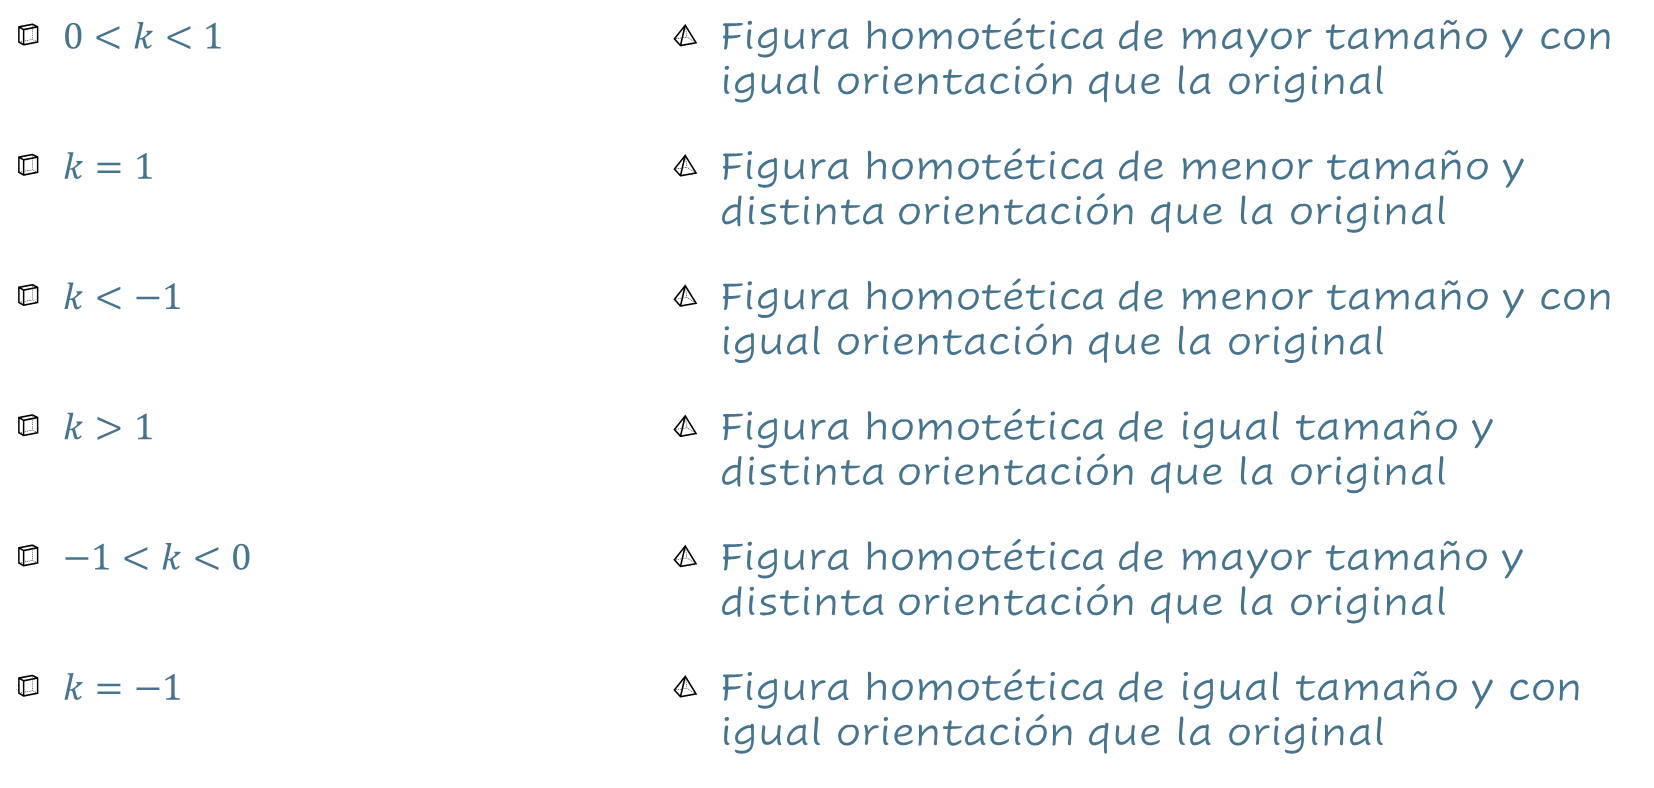 0 < k < 1
k = 1
k < −1
k > 1
−1 < k < 0
k = −1
Figura homotética de mayor tamaño y con
igual orientación que la original
Figura homotética de menor tamaño y
distinta orientación que la original
Figura homotética de menor tamaño y con
igual orientación que la original
Figura homotética de igual tamaño y
distinta orientación que la original
Figura homotética de mayor tamaño y
distinta orientación que la original
Figura homotética de igual tamaño y con
igual orientación que la original